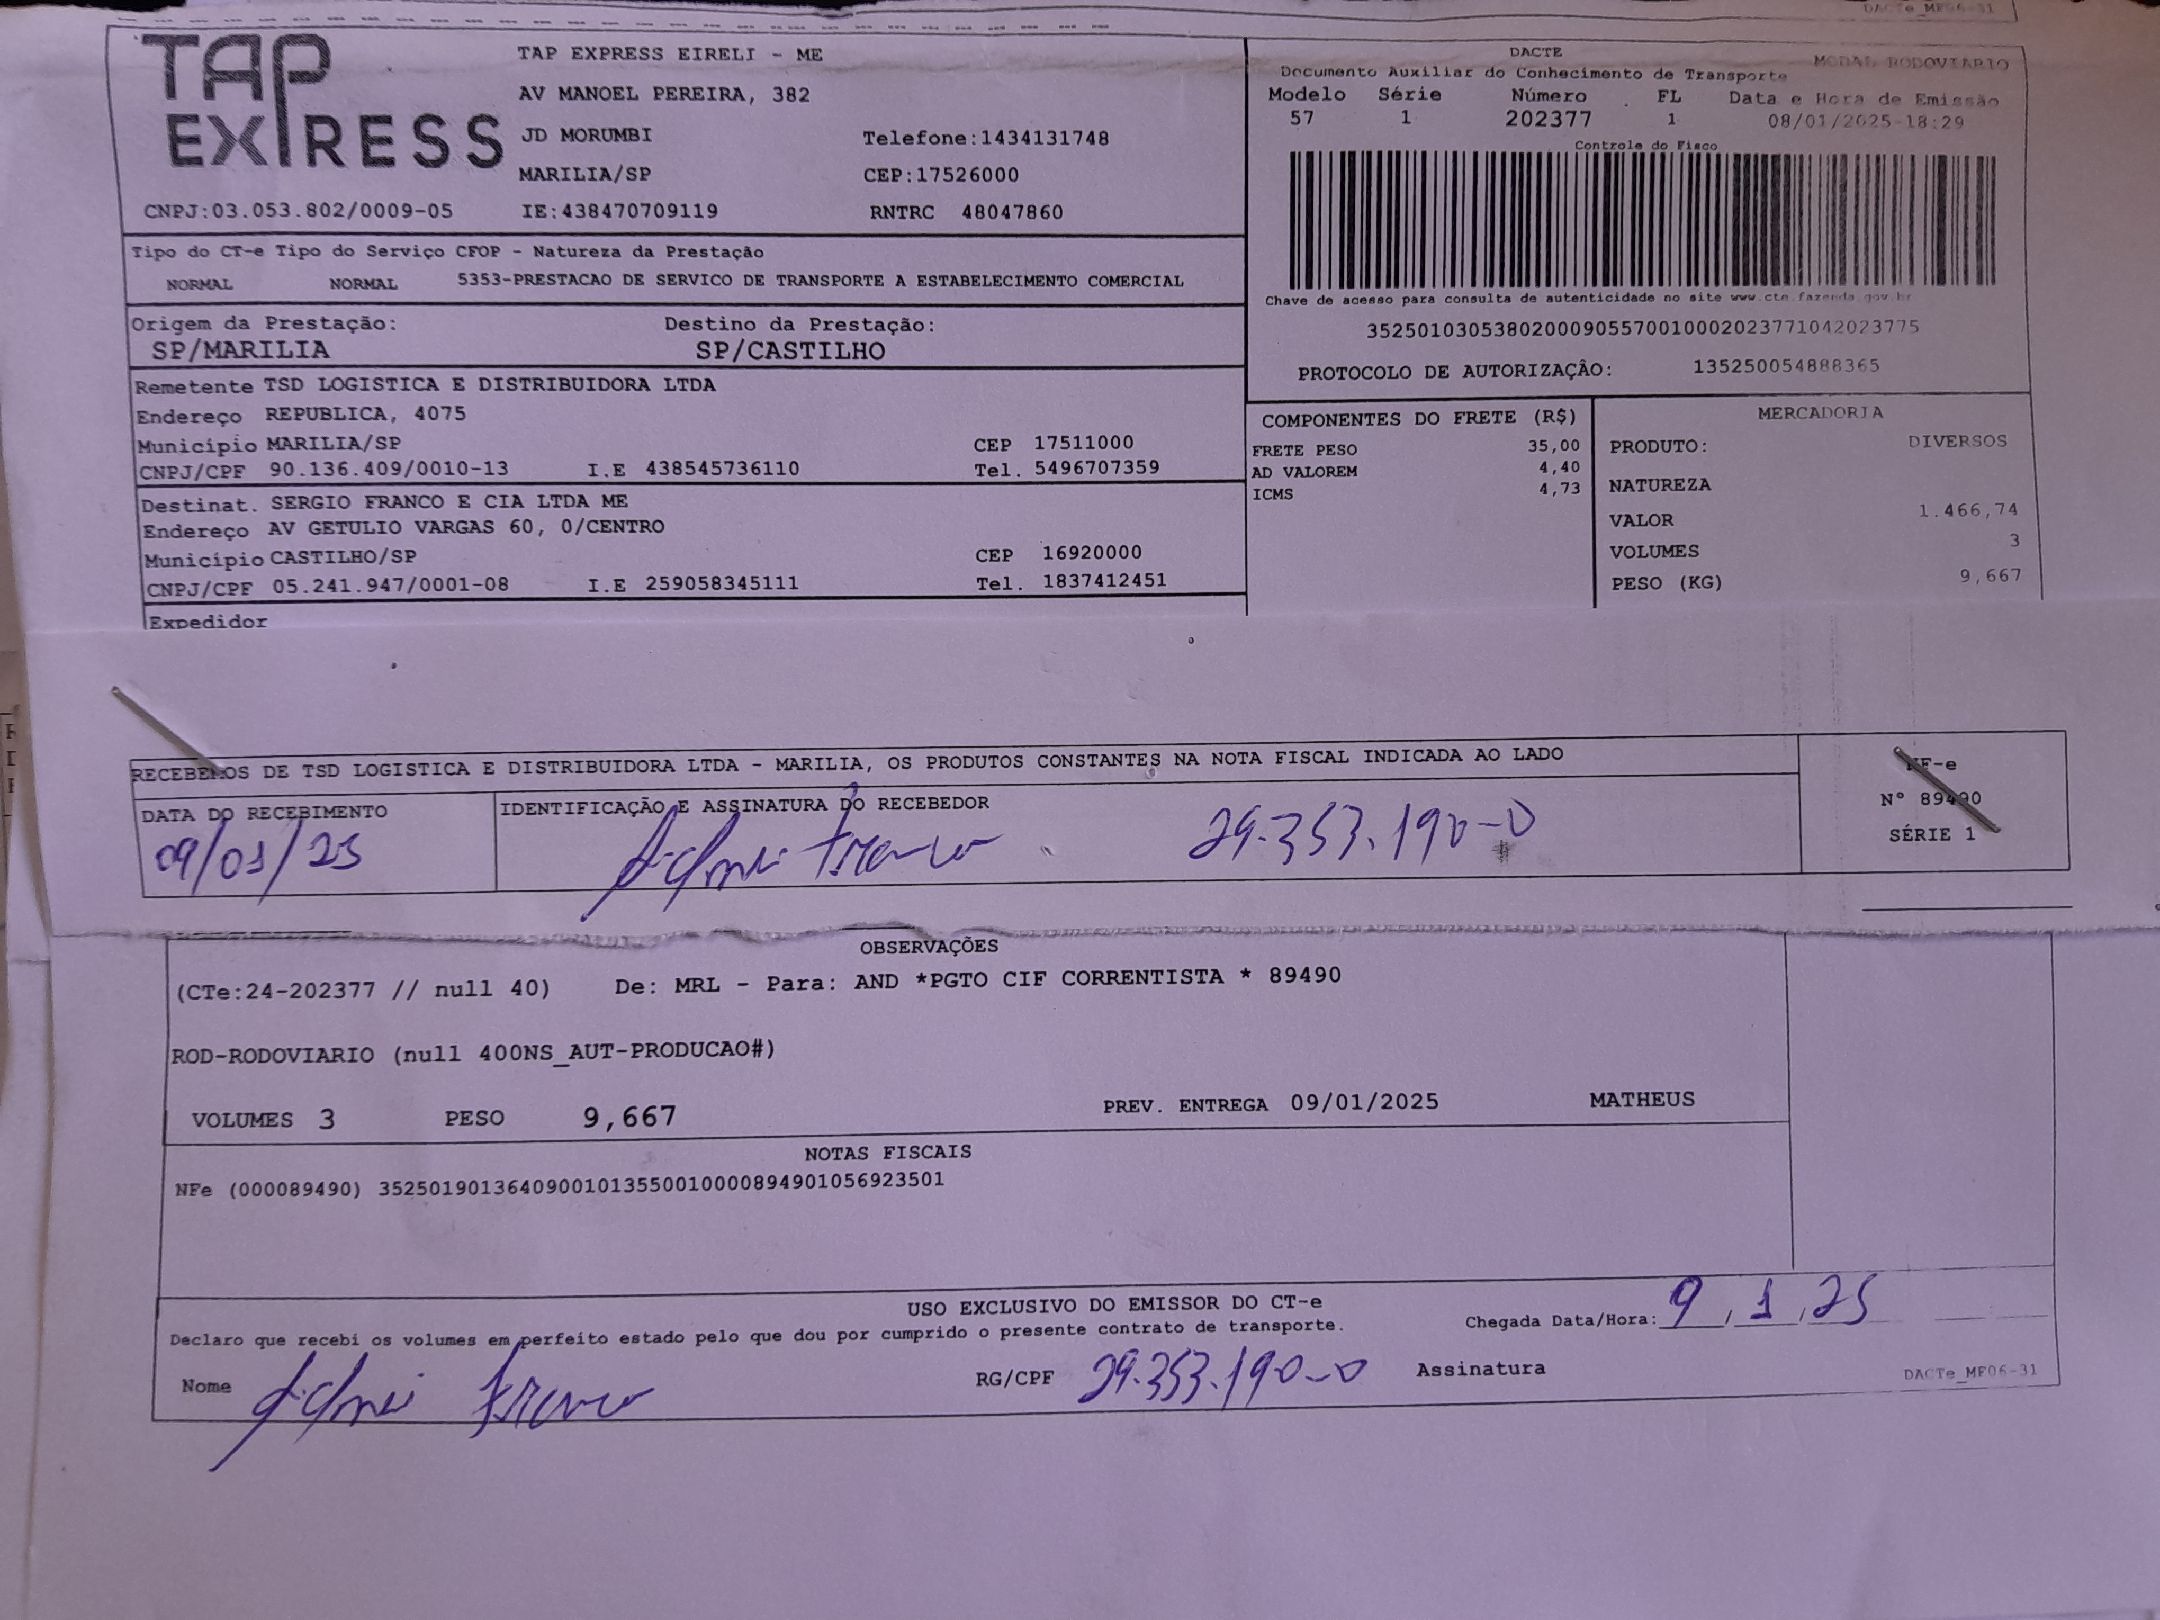 DACTe_MF06-31
TAP EXPRESS
TAP EXPRESS EIRELI - ME
AV MANOEL PEREIRA, 382
JD MORUMBI Telefone:1434131748
MARILIA/SP CEP:17526000
CNPJ:03.053.802/0009-05 IE:438470709119 RNTRC 48047860
DACTE MODAL RODOVIARIO
Documento Auxiliar do Conhecimento de Transporte
Modelo Série Número FL Data e Hora de Emissão
57 1 202377 1 08/01/2025-18:29
Controle do Fisco
Chave de acesso para consulta de autenticidade no site www.cte.fazenda.gov.br
35250103053802000905570010002023771042023775
PROTOCOLO DE AUTORIZAÇÃO: 135250054888365
Tipo do CT-e Tipo do Serviço CFOP - Natureza da Prestação
NORMAL NORMAL 5353-PRESTACAO DE SERVICO DE TRANSPORTE A ESTABELECIMENTO COMERCIAL
Origem da Prestação: Destino da Prestação:
SP/MARILIA SP/CASTILHO
Remetente TSD LOGISTICA E DISTRIBUIDORA LTDA
Endereço REPUBLICA, 4075
Município MARILIA/SP CEP 17511000
CNPJ/CPF 90.136.409/0010-13 I.E 438545736110 Tel. 5496707359
Destinat. SERGIO FRANCO E CIA LTDA ME
Endereço AV GETULIO VARGAS 60, 0/CENTRO
Município CASTILHO/SP CEP 16920000
CNPJ/CPF 05.241.947/0001-08 I.E 259058345111 Tel. 1837412451
Expedidor
COMPONENTES DO FRETE (R$)
FRETE PESO 35,00
AD VALOREM 4,40
ICMS 4,73
MERCADORIA
PRODUTO: DIVERSOS
NATUREZA
VALOR 1.466,74
VOLUMES 3
PESO (KG) 9,667
RECEBEMOS DE TSD LOGISTICA E DISTRIBUIDORA LTDA - MARILIA, OS PRODUTOS CONSTANTES NA NOTA FISCAL INDICADA AO LADO
DATA DO RECEBIMENTO IDENTIFICAÇÃO E ASSINATURA DO RECEBEDOR
09/01/25 Franco 29.353.190-0
NF-e
Nº 89490
SÉRIE 1
OBSERVAÇÕES
(CTe:24-202377 // null 40) De: MRL - Para: AND *PGTO CIF CORRENTISTA * 89490
ROD-RODOVIARIO (null 400NS_AUT-PRODUCAO#)
VOLUMES 3 PESO 9,667 PREV. ENTREGA 09/01/2025 MATHEUS
NOTAS FISCAIS
NFe (000089490) 35250190136409001013550010000894901056923501
USO EXCLUSIVO DO EMISSOR DO CT-e
Declaro que recebi os volumes em perfeito estado pelo que dou por cumprido o presente contrato de transporte. Chegada Data/Hora: 9 / 1 / 25
Nome Franco RG/CPF 29.353.190-0 Assinatura
DACTe_MF06-31